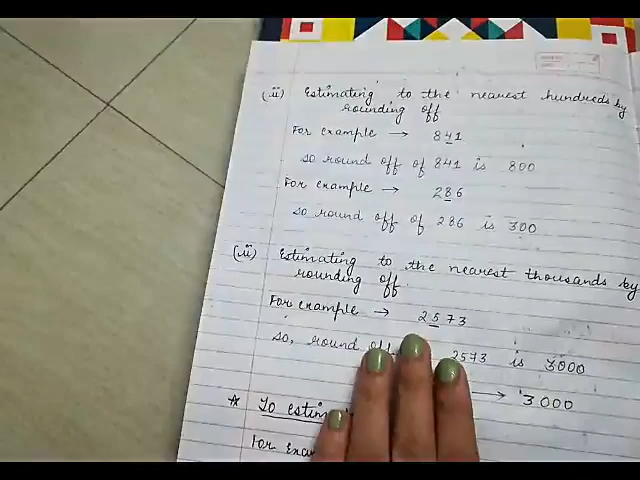 (ii) Estimating to the nearest hundreds by
rounding off
For example → 841
so round off of 841 is 800
For example → 286
so round off of 286 is 300
(iii) Estimating to the nearest thousands by
rounding off.
For example → 2573
so, round off 2573 is 3000
→ 3000
* To estim
For exam